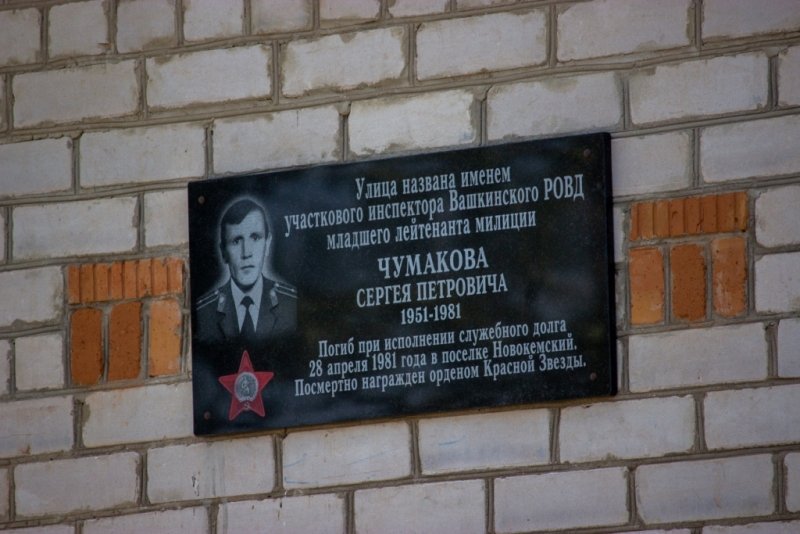 Улица названа именем
участкового инспектора Вашкинского РОВД
младшего лейтенанта милиции
ЧУМАКОВА
СЕРГЕЯ ПЕТРОВИЧА
1951-1981
Погиб при исполнении служебного долга
28 апреля 1981 года в поселке Новокемский.
Посмертно награжден орденом Красной Звезды.